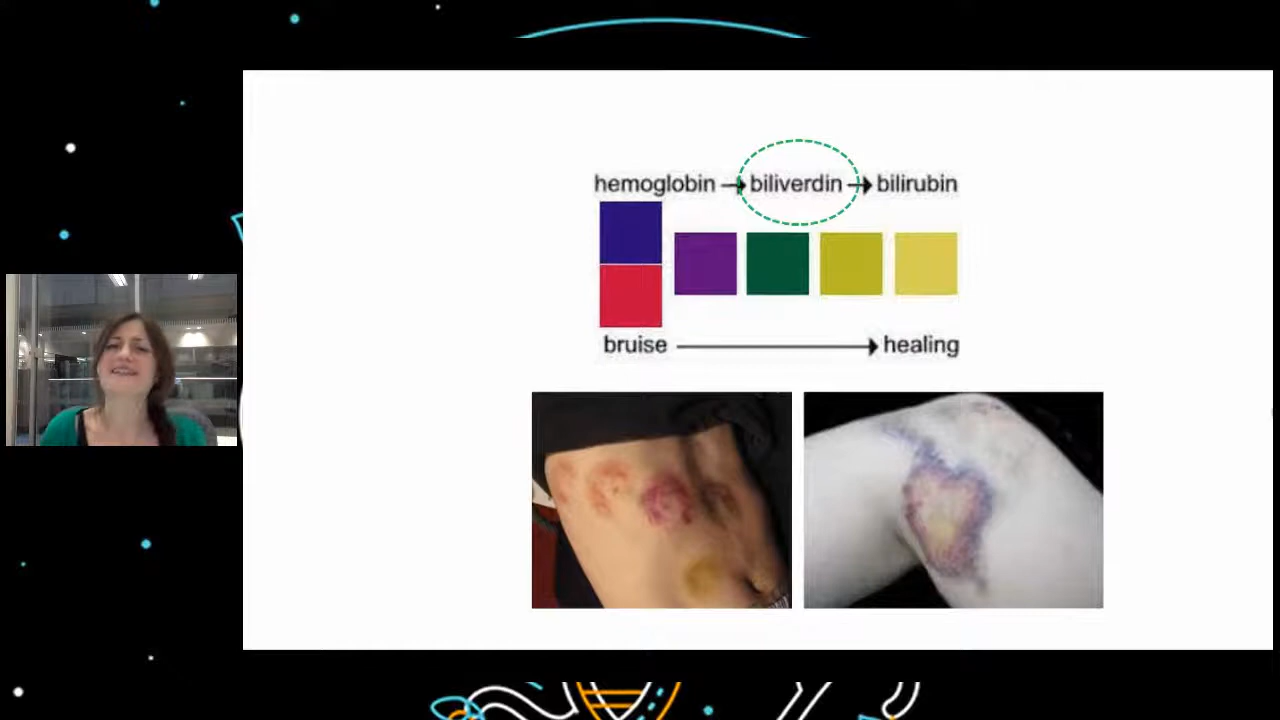 hemoglobin → biliverdin → bilirubin
bruise → healing